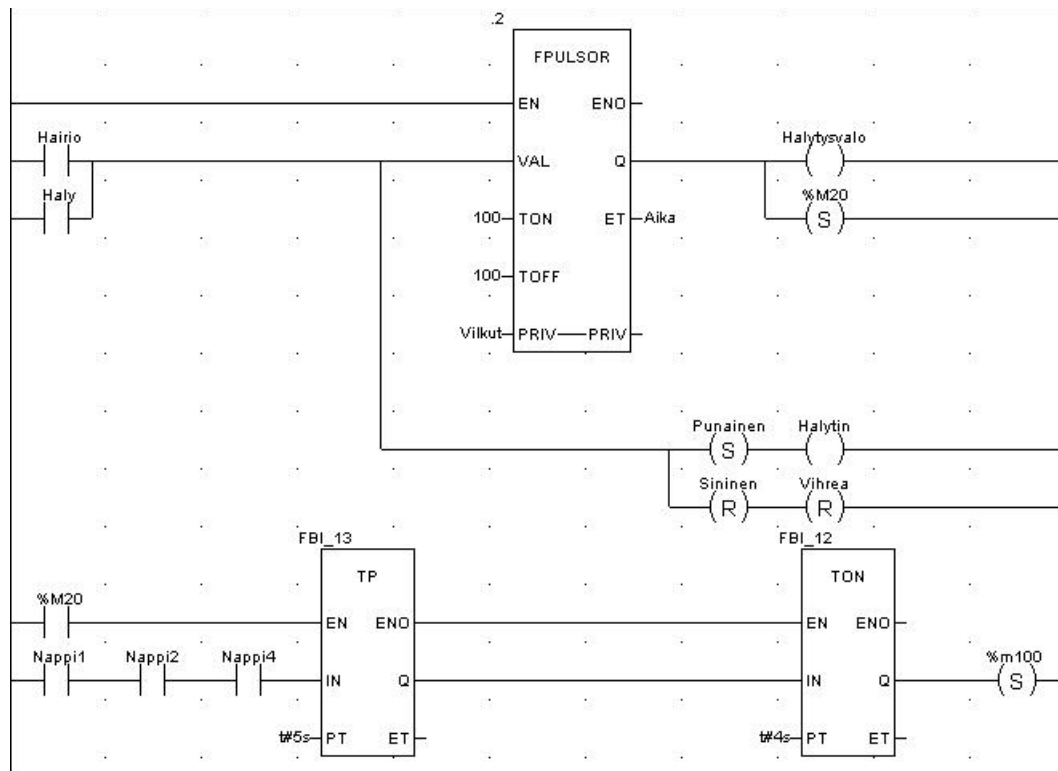 .2
FPULSOR
EN ENO
Hairio
Haly
VAL Q
Halytysvalo
%M20
S
100 TON ET Aika
100 TOFF
Vilkut PRIV PRIV
Punainen Halytin
S
Sininen Vihrea
R R
FBI_13 FBI_12
TP TON
%M20
EN ENO EN ENO
Nappi1 Nappi2 Nappi4 %m100
IN Q IN Q S
t#5s PT ET t#4s PT ET